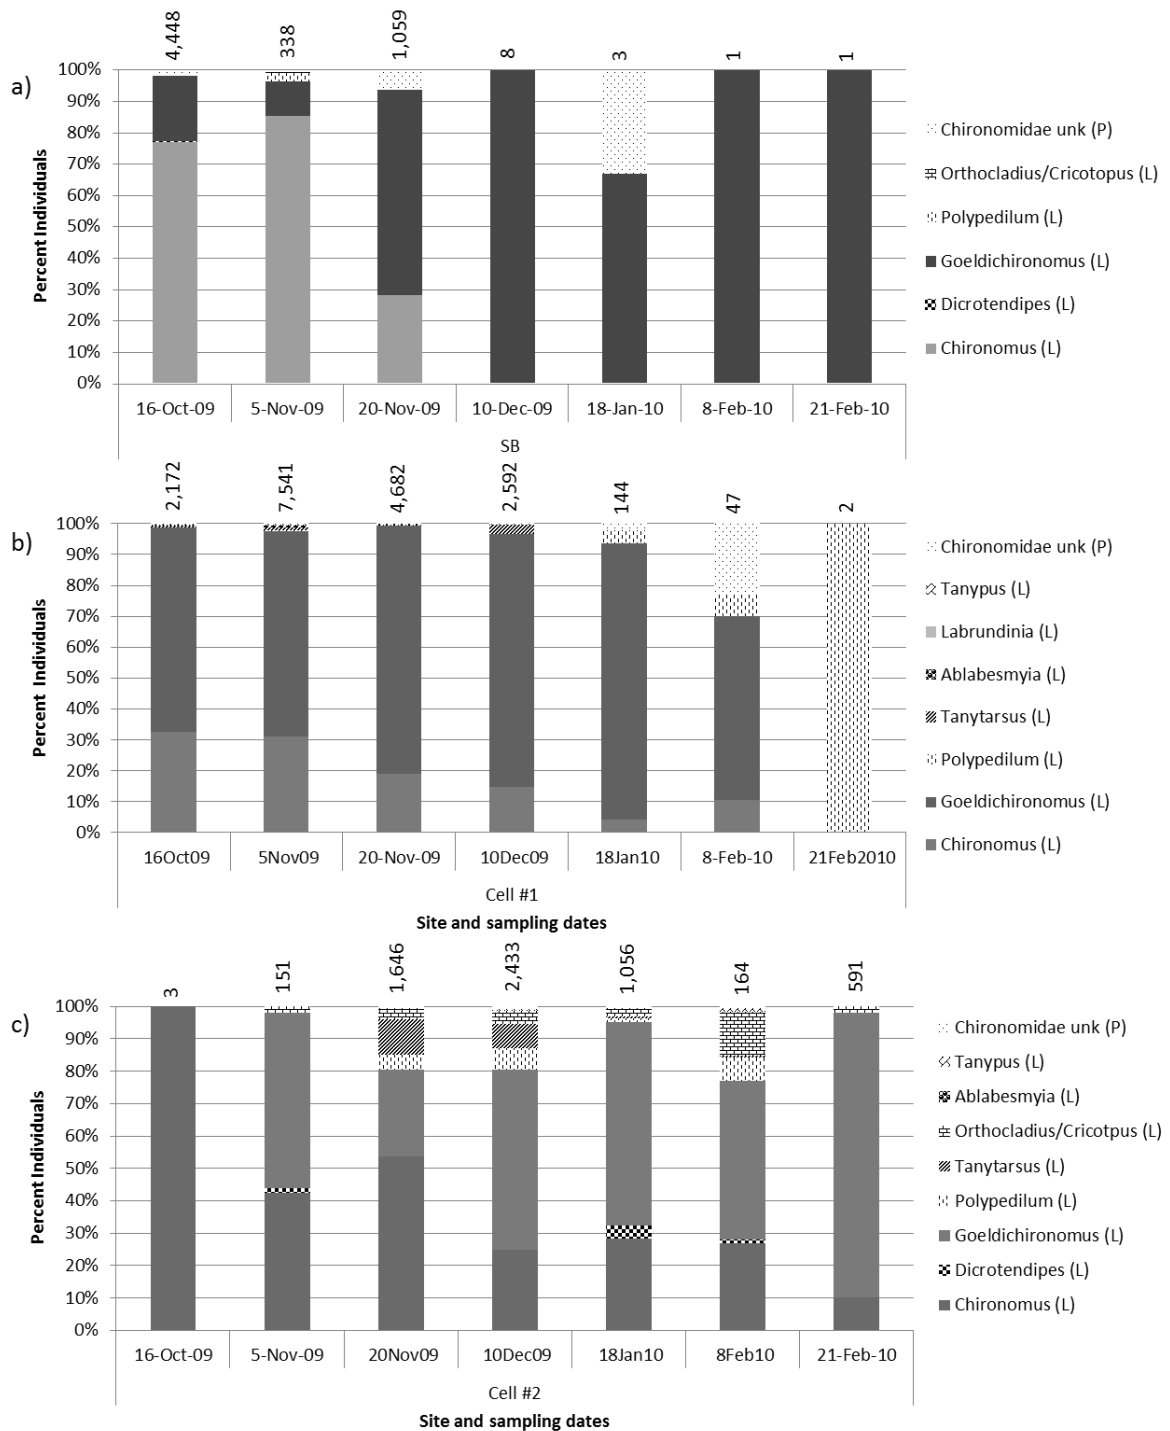 a)
4,448
338
1,059
8
3
1
1
100%
90%
80%
70%
60%
50%
40%
30%
20%
10%
0%
Percent Individuals
16-Oct-09
5-Nov-09
20-Nov-09
10-Dec-09
18-Jan-10
8-Feb-10
21-Feb-10
SB
Chironomidae unk (P)
Orthocladius/Cricotopus (L)
Polypedilum (L)
Goeldichironomus (L)
Dicrotendipes (L)
Chironomus (L)
b)
2,172
7,541
4,682
2,592
144
47
2
100%
90%
80%
70%
60%
50%
40%
30%
20%
10%
0%
Percent Individuals
16Oct09
5Nov09
20-Nov-09
10Dec09
18Jan10
8-Feb-10
21Feb2010
Cell #1
Site and sampling dates
Chironomidae unk (P)
Tanypus (L)
Labrundinia (L)
Ablabesmyia (L)
Tanytarsus (L)
Polypedilum (L)
Goeldichironomus (L)
Chironomus (L)
c)
3
151
1,646
2,433
1,056
164
591
100%
90%
80%
70%
60%
50%
40%
30%
20%
10%
0%
Percent Individuals
16-Oct-09
5-Nov-09
20Nov09
10Dec09
18Jan10
8Feb10
21-Feb-10
Cell #2
Site and sampling dates
Chironomidae unk (P)
Tanypus (L)
Ablabesmyia (L)
Orthocladius/Cricotpus (L)
Tanytarsus (L)
Polypedilum (L)
Goeldichironomus (L)
Dicrotendipes (L)
Chironomus (L)